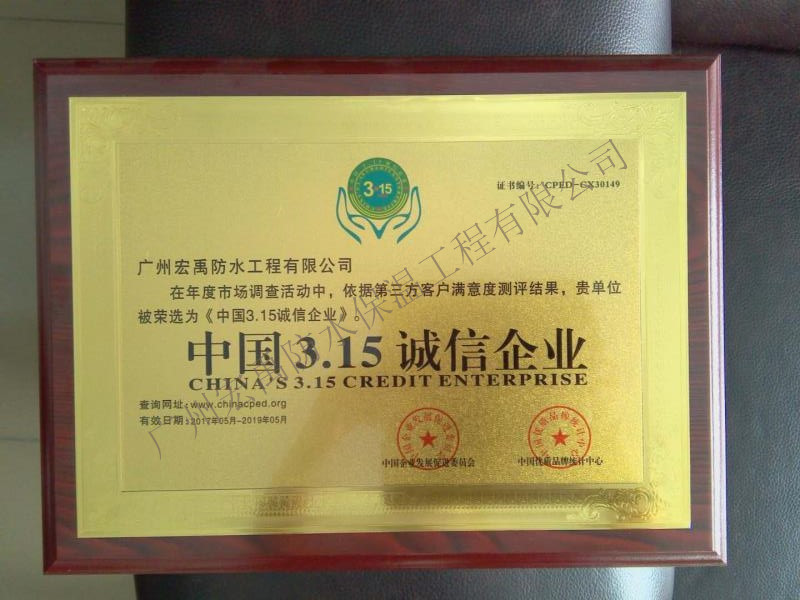 3·15
证书编号：CPED-CX30149
广州宏禹防水工程有限公司
在年度市场调查活动中，依据第三方客户满意度测评结果，贵单位
被荣选为《中国3.15诚信企业》。
中国 3.15 诚信企业
CHINA'S 3.15 CREDIT ENTERPRISE
查询网址：www.chinacped.org
有效日期：2017年05月-2019年05月
中国企业发展促进委员会
中国优质品牌统计中心
广州宏禹防水保温工程有限公司